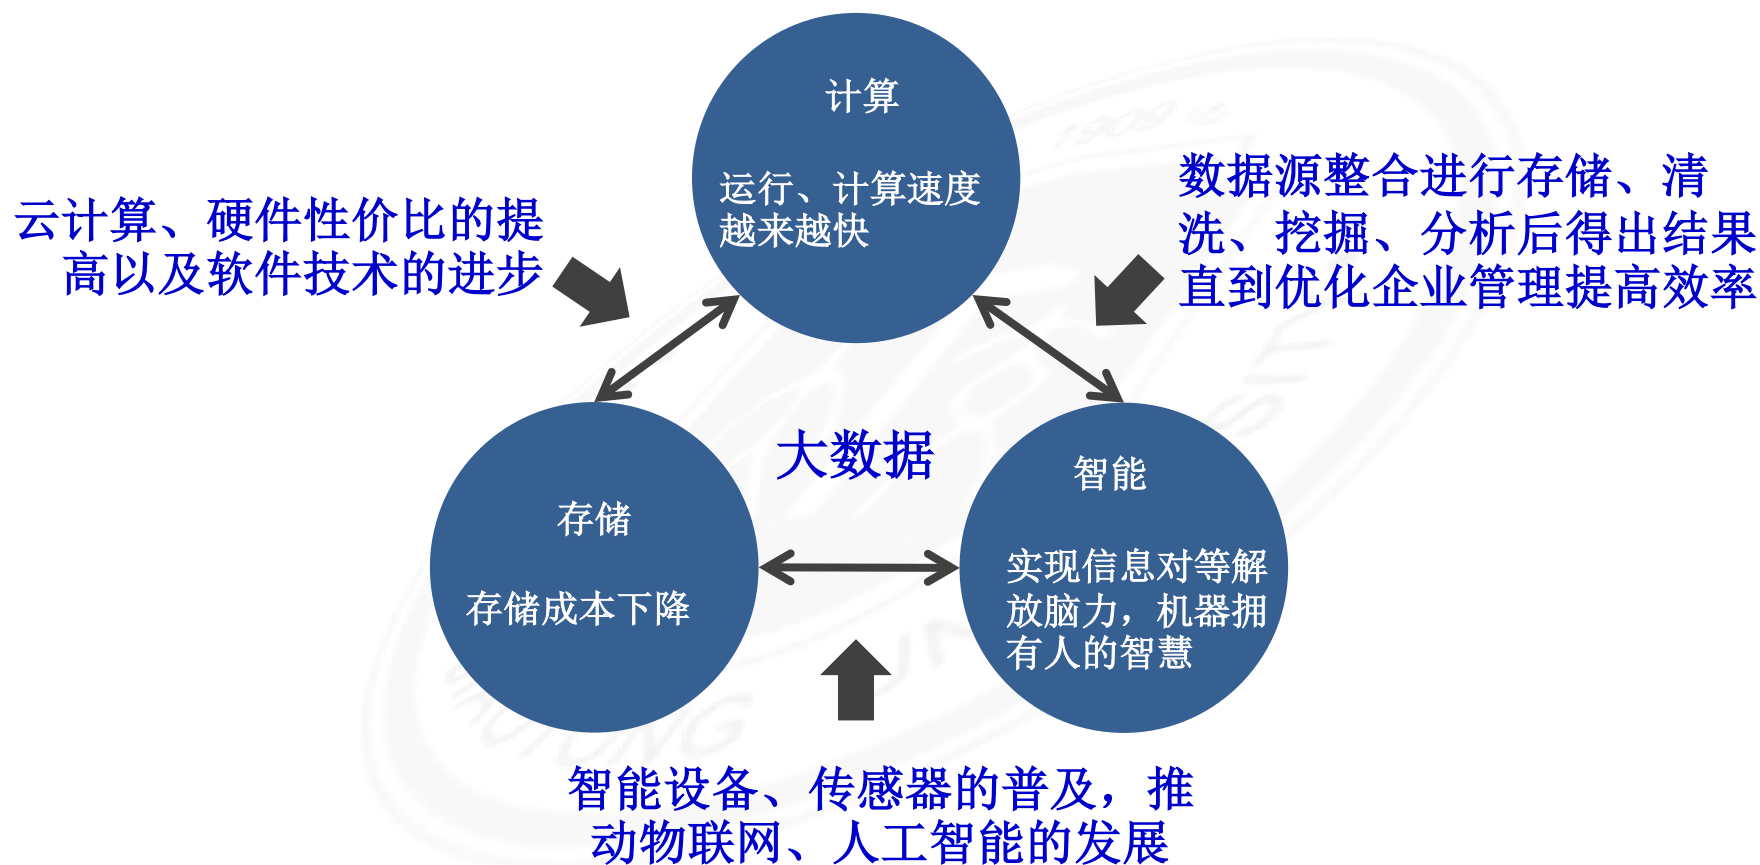 计算
运行、计算速度
越来越快
云计算、硬件性价比的提
高以及软件技术的进步
数据源整合进行存储、清
洗、挖掘、分析后得出结果
直到优化企业管理提高效率
大数据
存储
存储成本下降
智能
实现信息对等解
放脑力，机器拥
有人的智慧
智能设备、传感器的普及，推
动物联网、人工智能的发展